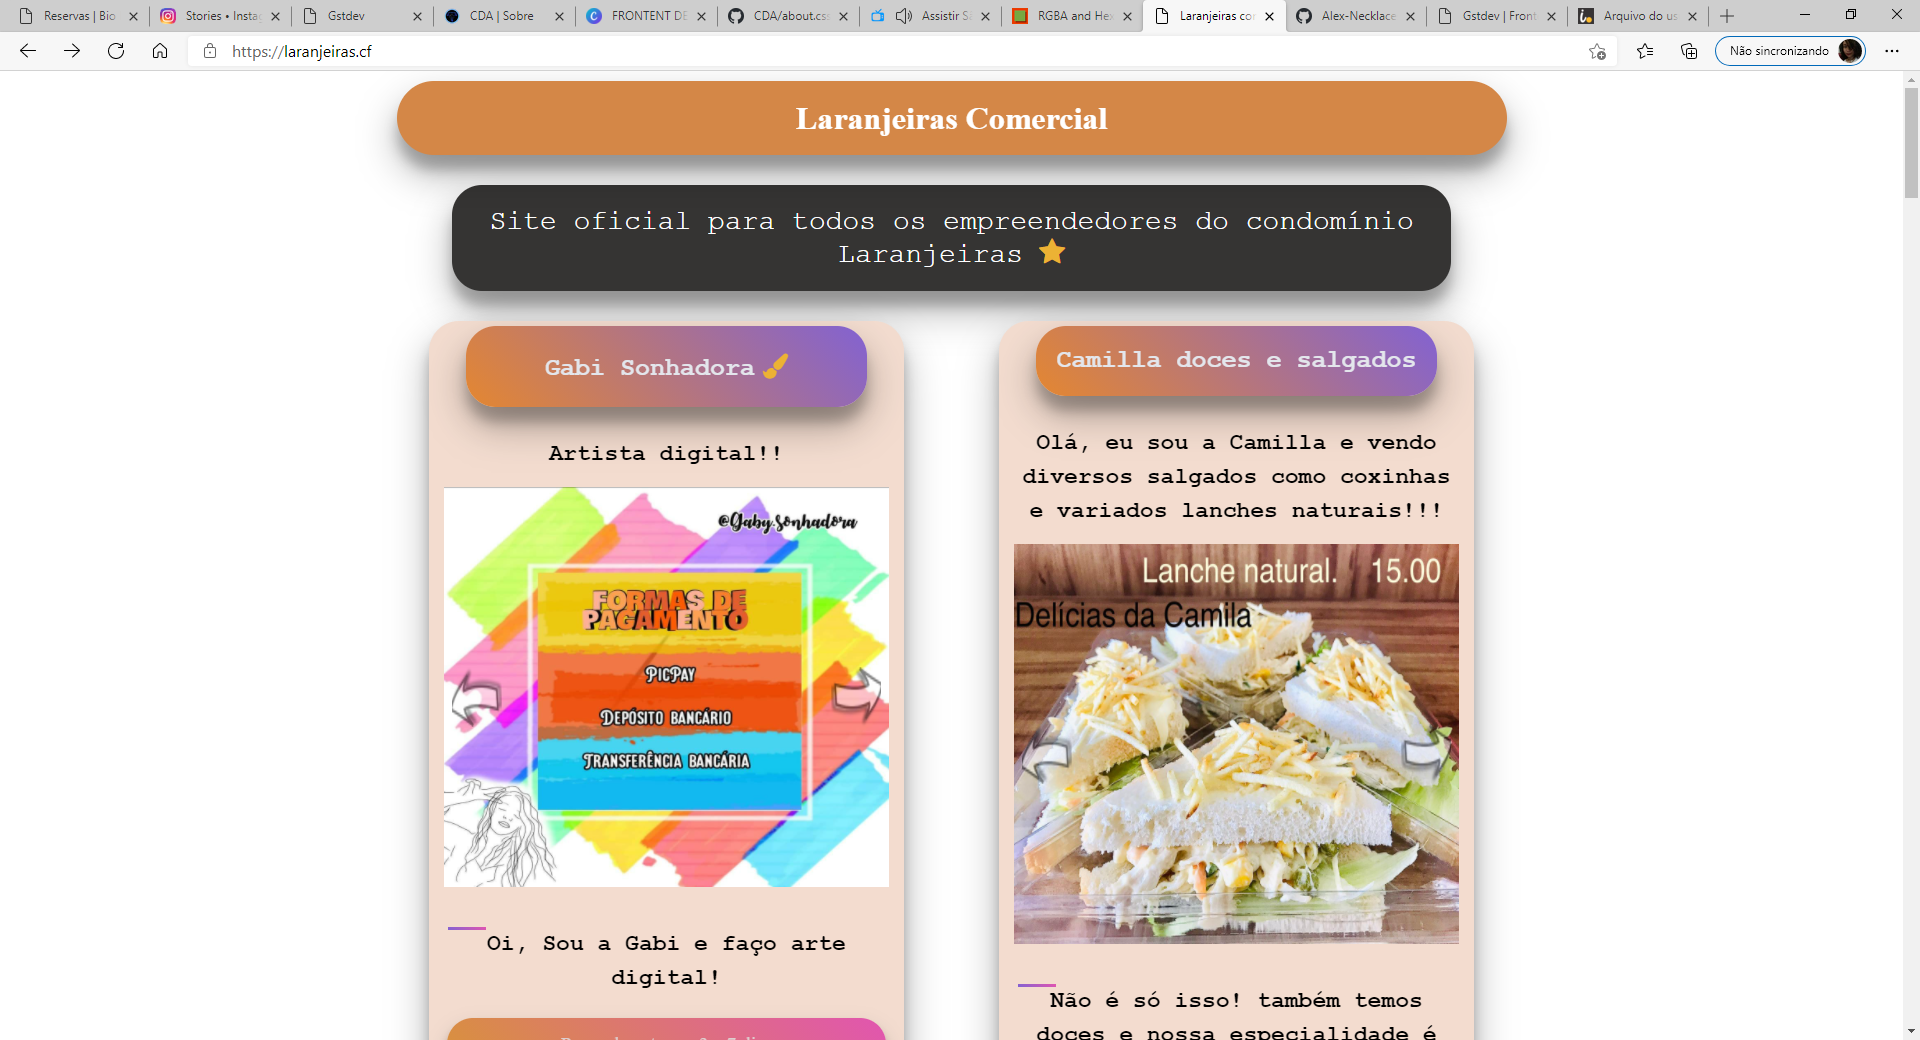 Reservas | Bio
Stories • Insta
Gstdev
CDA | Sobre
FRONTENT DE
CDA/about.cs
Assistir S
RGBA and Hex
Laranjeiras co
Alex-Necklace
Gstdev | Front
Arquivo do us
https://laranjeiras.cf
Não sincronizando
Laranjeiras Comercial
Site oficial para todos os empreendedores do condomínio
Laranjeiras
Gabi Sonhadora
Artista digital!!
@Gaby.Sonhadora
FORMAS DE
PAGAMENTO
PICPAY
DEPÓSITO BANCÁRIO
TRANSFERÊNCIA BANCÁRIA
Oi, Sou a Gabi e faço arte
digital!
Camilla doces e salgados
Olá, eu sou a Camilla e vendo
diversos salgados como coxinhas
e variados lanches naturais!!!
Lanche natural. 15.00
Delícias da Camila
Não é só isso! também temos
doces e nossa especialidade é